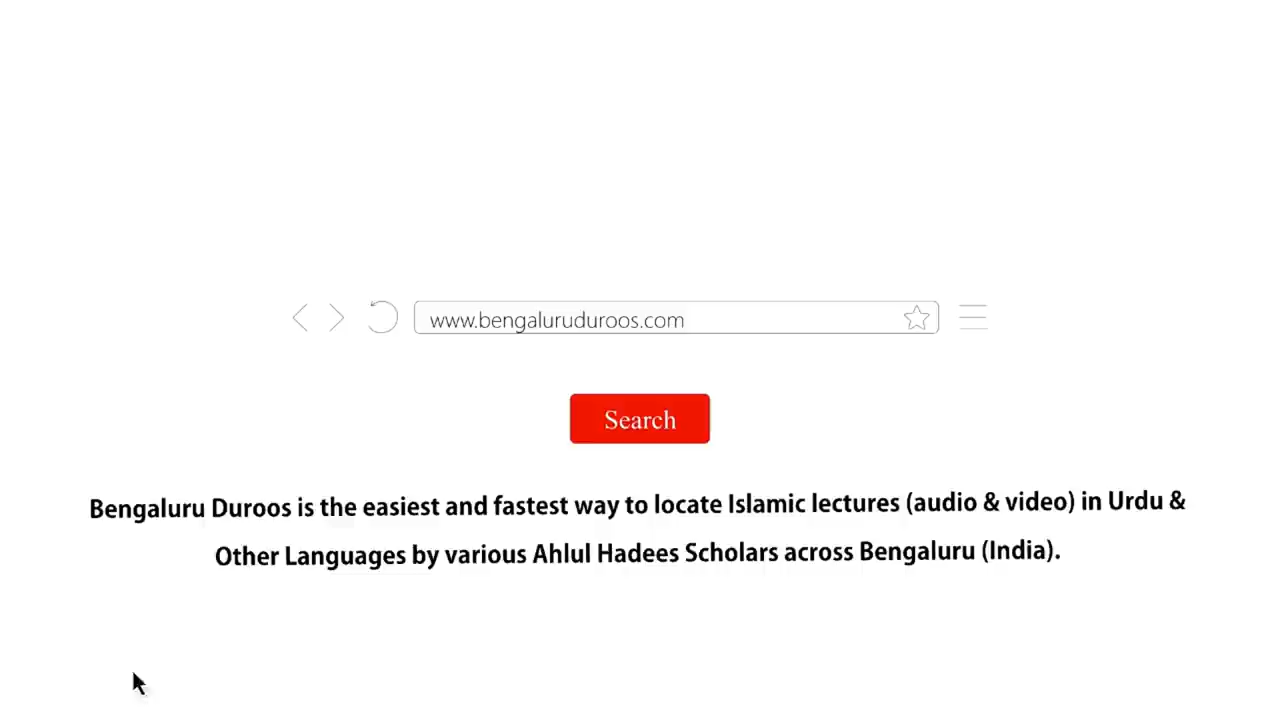 www.bengaluruduroos.com
Search
Bengaluru Duroos is the easiest and fastest way to locate Islamic lectures (audio & video) in Urdu &
Other Languages by various Ahlul Hadees Scholars across Bengaluru (India).